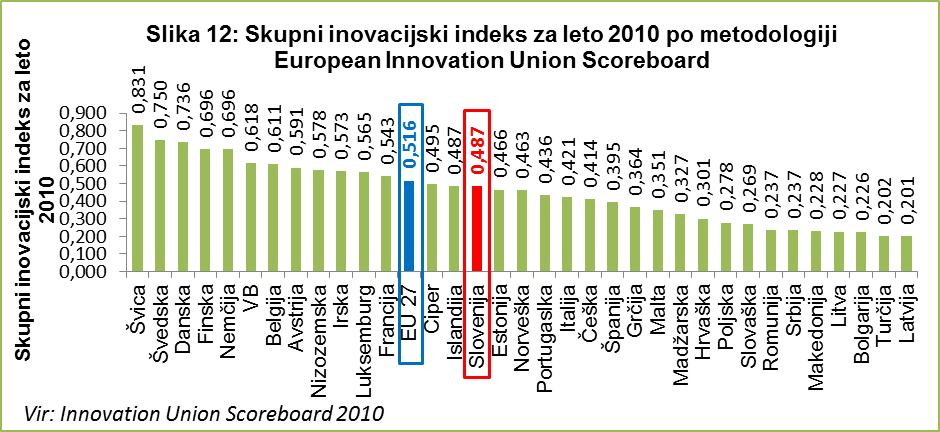 Slika 12: Skupni inovacijski indeks za leto 2010 po metodologiji
European Innovation Union Scoreboard
Skupni inovacijski indeks za leto
2010
0,900
0,800
0,700
0,600
0,500
0,400
0,300
0,200
0,100
0,000
0,831
0,750
0,736
0,696
0,696
0,618
0,611
0,591
0,578
0,573
0,565
0,543
0,516
0,495
0,487
0,487
0,466
0,463
0,436
0,421
0,414
0,395
0,364
0,351
0,327
0,301
0,278
0,269
0,237
0,237
0,228
0,227
0,226
0,202
0,201
Švica
Švedska
Danska
Finska
Nemčija
VB
Belgija
Avstrija
Nizozemska
Irska
Luksemburg
Francija
EU 27
Ciper
Islandija
Slovenija
Estonija
Norveška
Portugalska
Italija
Češka
Španija
Grčija
Malta
Madžarska
Hrvaška
Poljska
Slovaška
Romunija
Srbija
Makedonija
Litva
Bolgarija
Turčija
Latvija
Vir: Innovation Union Scoreboard 2010